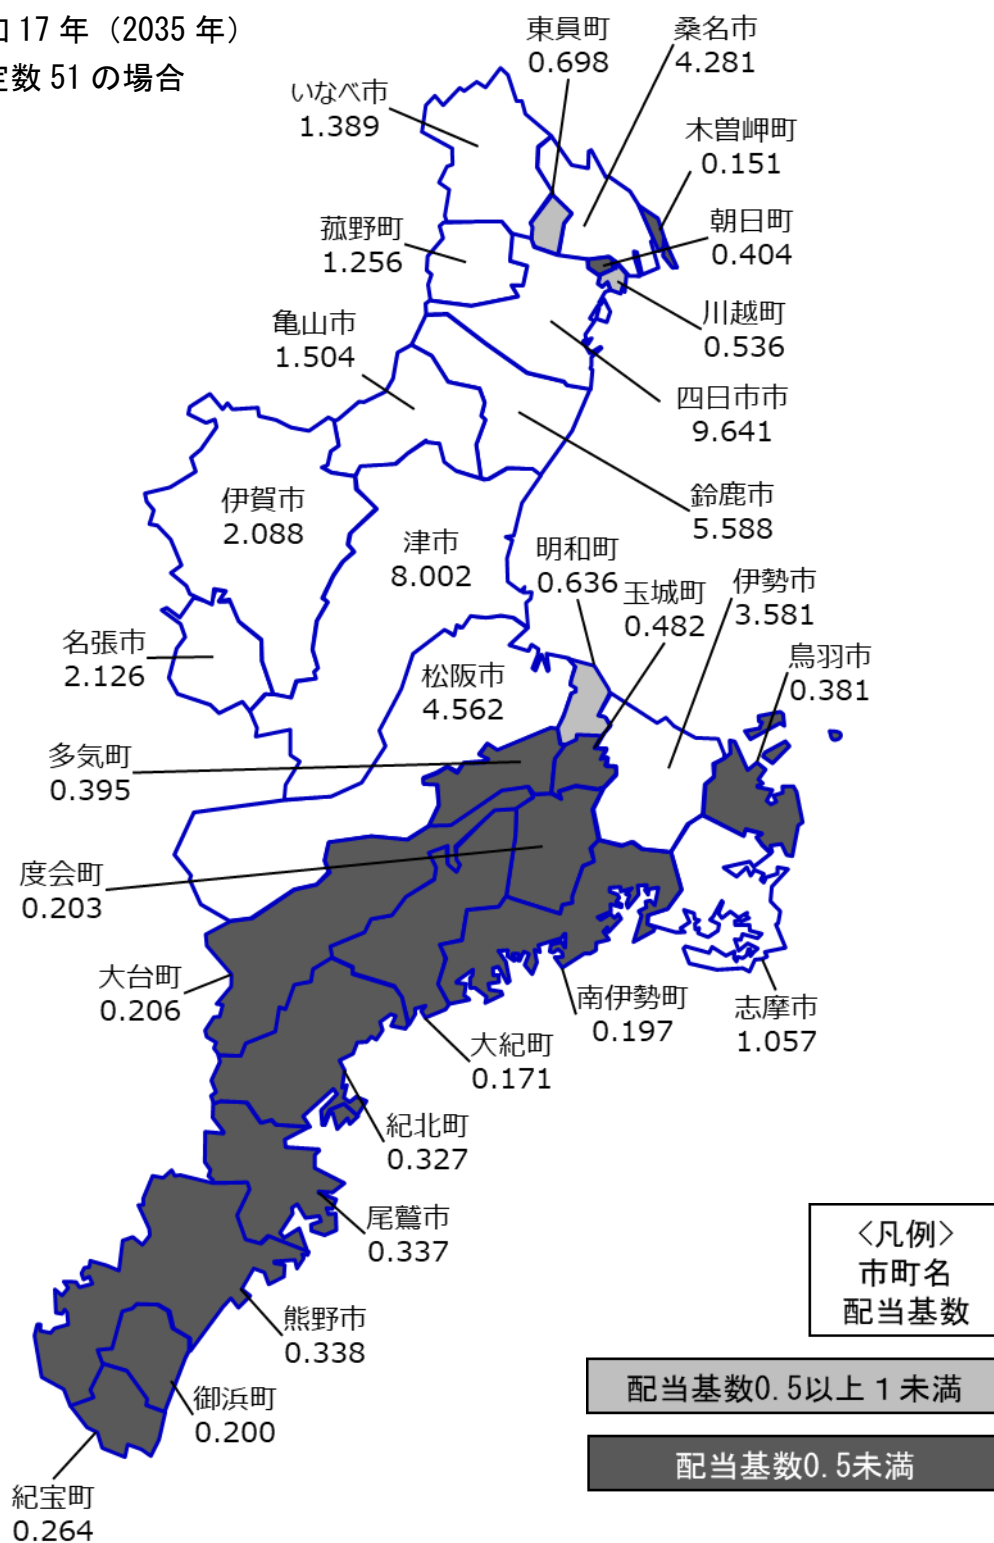 17 年（2035 年）
定数 51 の場合
東員町
0.698
桑名市
4.281
いなべ市
1.389
木曽岬町
0.151
菰野町
1.256
朝日町
0.404
川越町
0.536
亀山市
1.504
四日市市
9.641
伊賀市
2.088
鈴鹿市
5.588
津市
8.002
明和町
0.636
玉城町
0.482
伊勢市
3.581
名張市
2.126
松阪市
4.562
鳥羽市
0.381
多気町
0.395
度会町
0.203
大台町
0.206
南伊勢町
0.197
志摩市
1.057
大紀町
0.171
紀北町
0.327
尾鷲市
0.337
熊野市
0.338
御浜町
0.200
紀宝町
0.264
〈凡例〉
市町名
配当基数
配当基数0.5以上１未満
配当基数0.5未満